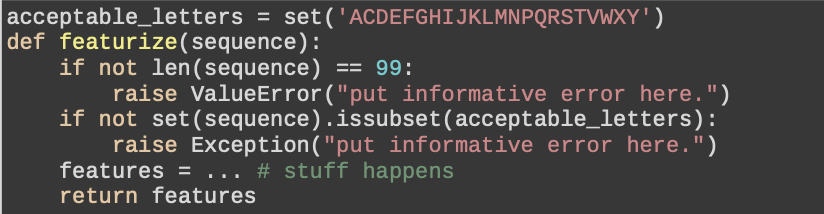 acceptable_letters = set('ACDEFGHIJKLMNPQRSTVWXY')
def featurize(sequence):
    if not len(sequence) == 99:
        raise ValueError("put informative error here.")
    if not set(sequence).issubset(acceptable_letters):
        raise Exception("put informative error here.")
    features = ... # stuff happens
    return features